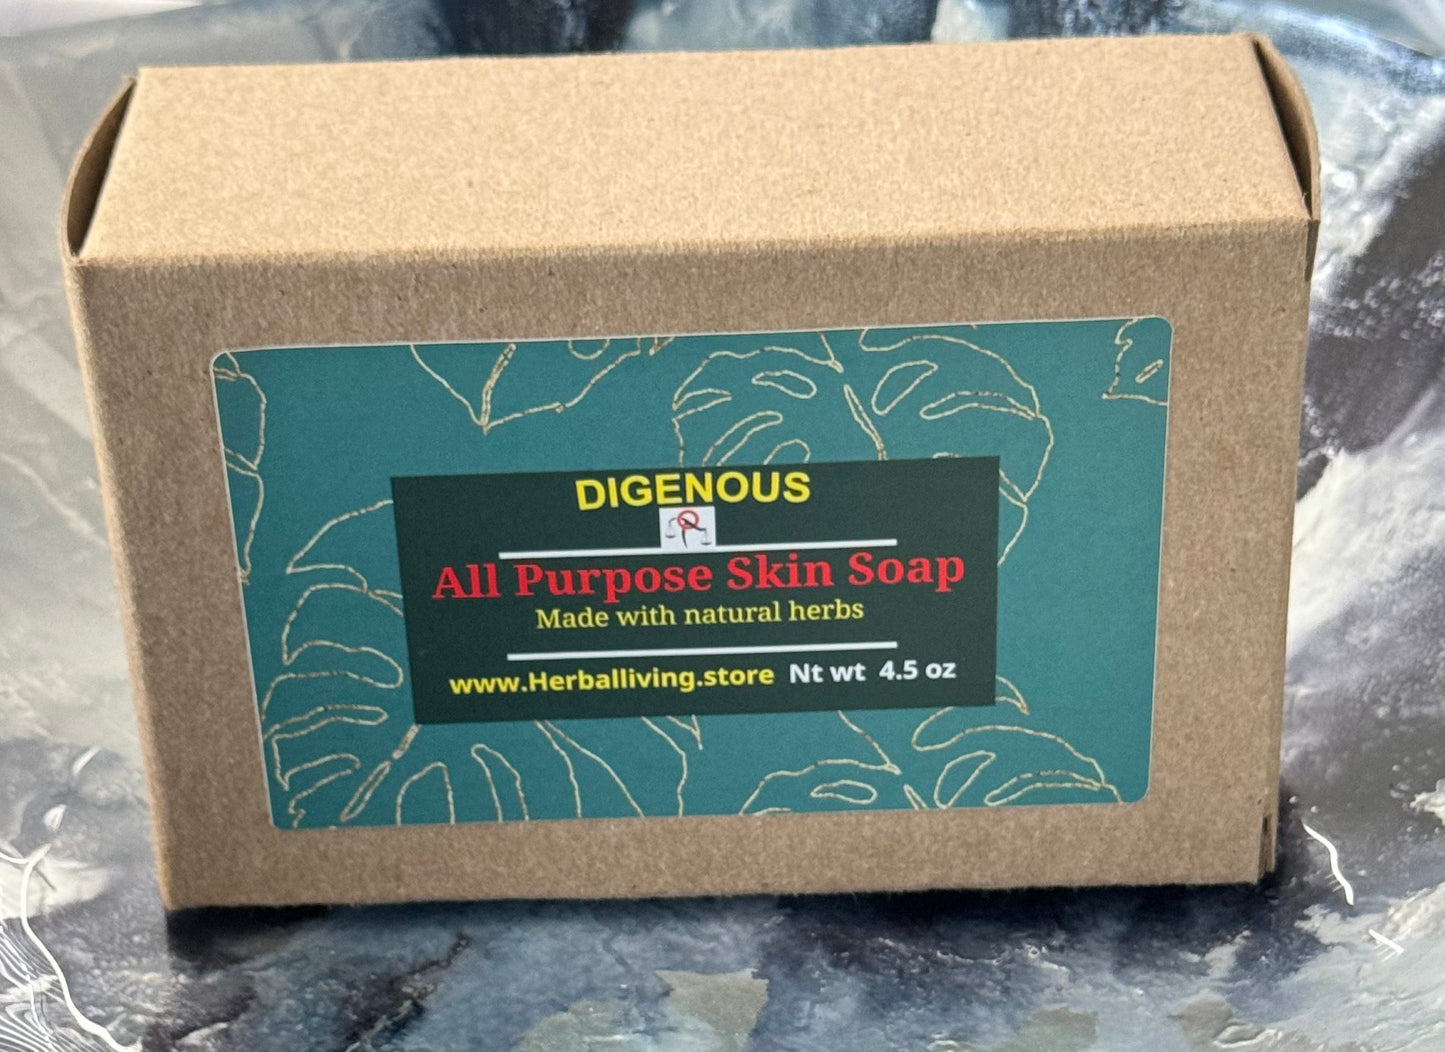 DIGENOUS
All Purpose Skin Soap
Made with natural herbs
www.Herballiving.store Nt wt 4.5 oz